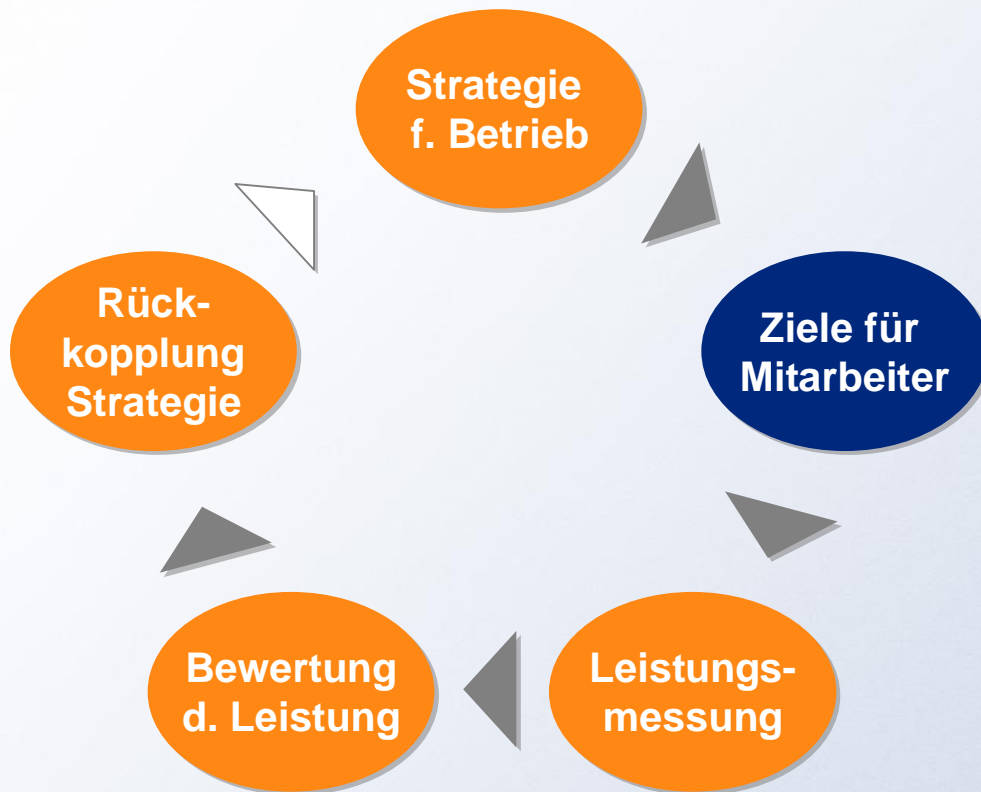 Strategie
f. Betrieb
Rück-
kopplung
Strategie
Ziele für
Mitarbeiter
Bewertung
d. Leistung
Leistungs-
messung